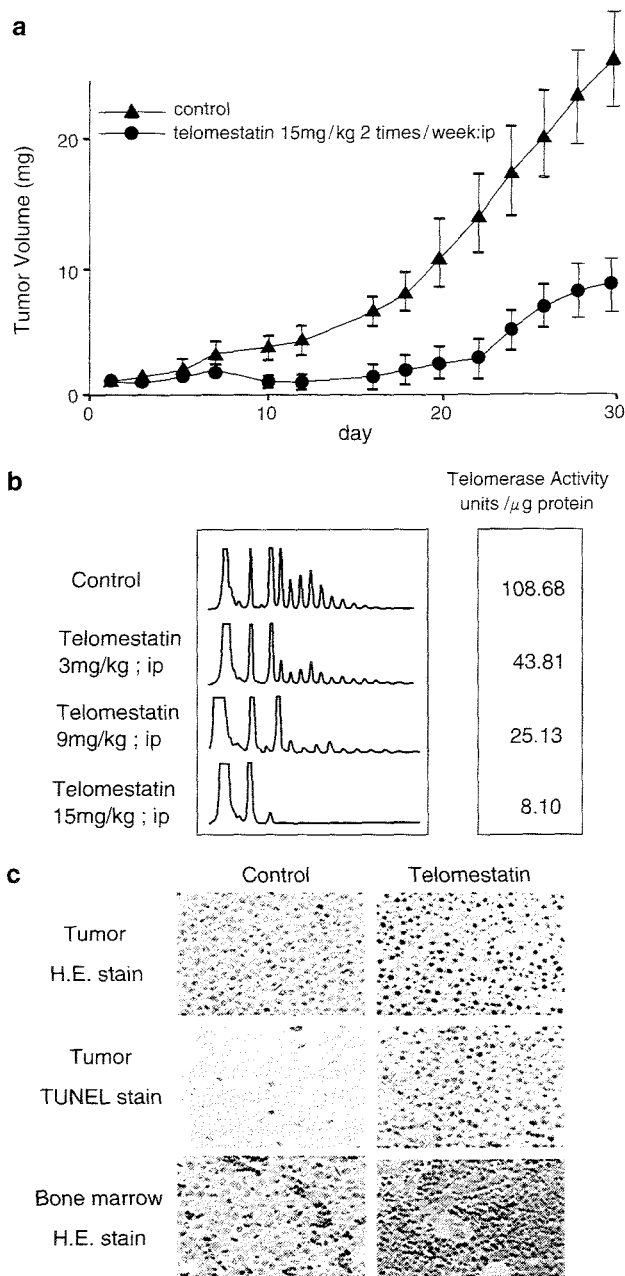 a
control
telomestatin 15mg/kg 2 times/week:ip
Tumor Volume (mg)
20
10
0
0
10
20
30
day
b
Telomerase Activity
units /μg protein
Control
108.68
Telomestatin
3mg/kg ; ip
43.81
Telomestatin
9mg/kg ; ip
25.13
Telomestatin
15mg/kg ; ip
8.10
c
Control
Telomestatin
Tumor
H.E. stain
Tumor
TUNEL stain
Bone marrow
H.E. stain